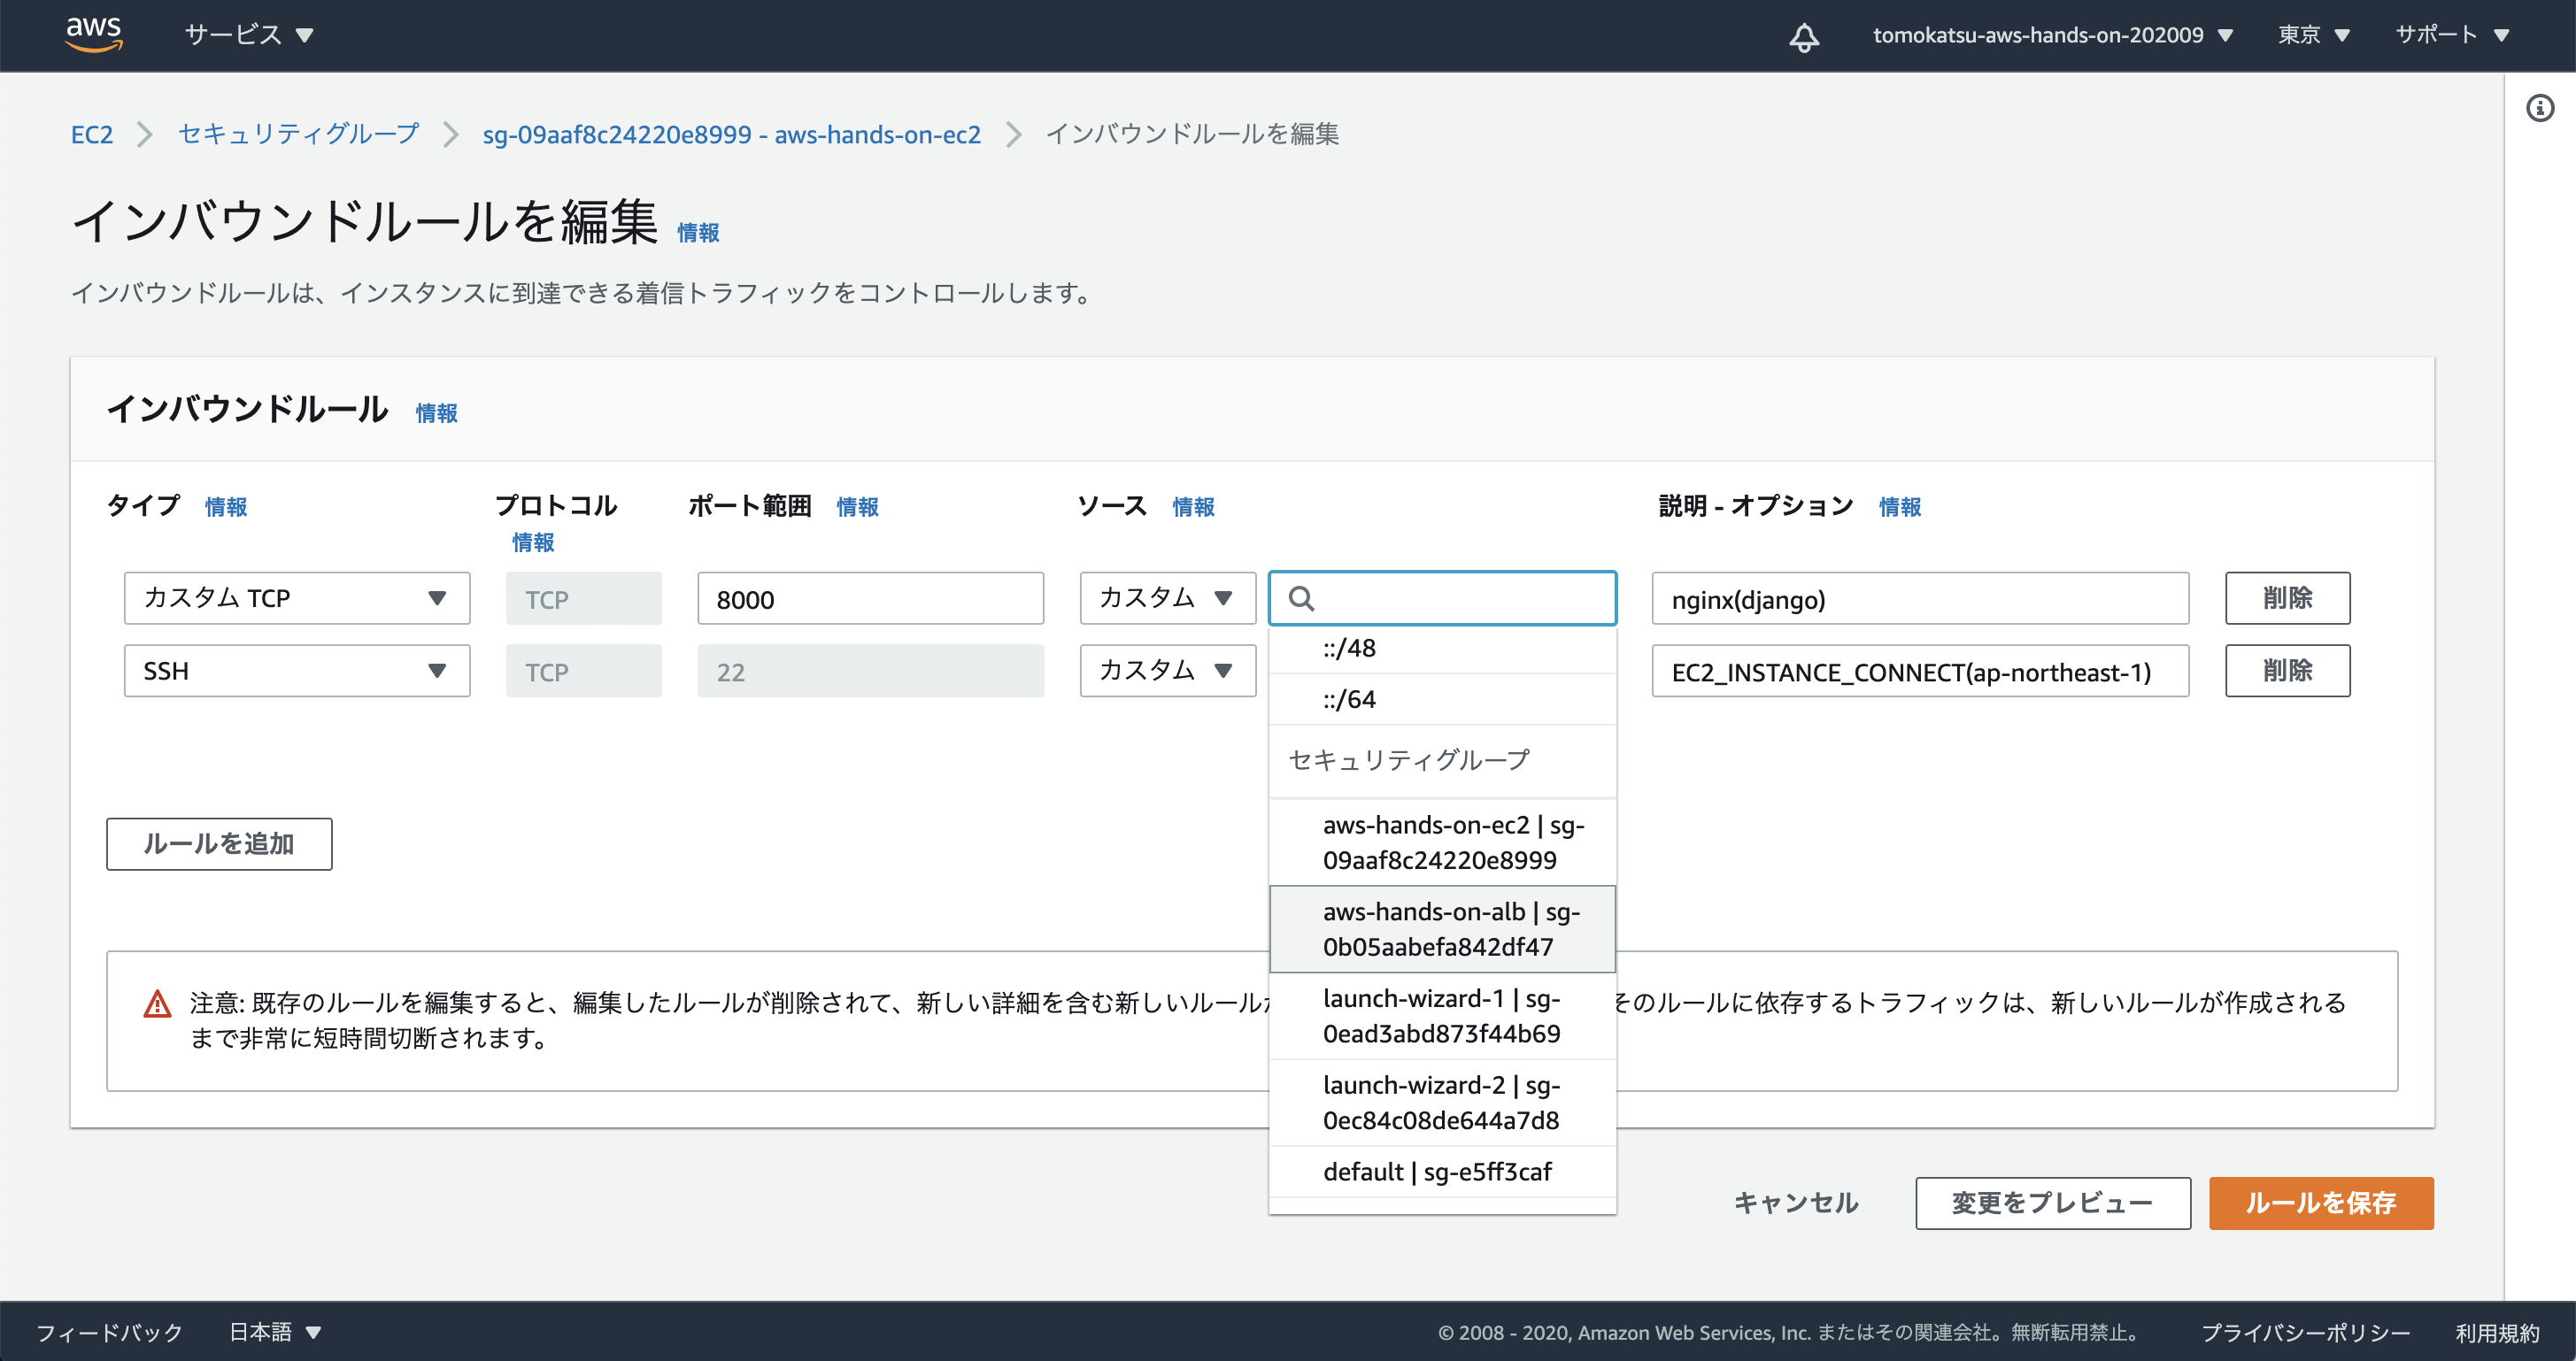 aws
サービス
tomokatsu-aws-hands-on-202009
東京
サポート
EC2
セキュリティグループ
sg-09aaf8c24220e8999 - aws-hands-on-ec2
インバウンドルールを編集
インバウンドルールを編集 情報
インバウンドルールは、インスタンスに到達できる着信トラフィックをコントロールします。
インバウンドルール 情報
タイプ 情報
プロトコル
情報
ポート範囲 情報
ソース 情報
説明 - オプション 情報
カスタム TCP
TCP
8000
カスタム
nginx(django)
削除
SSH
TCP
22
カスタム
EC2_INSTANCE_CONNECT(ap-northeast-1)
削除
::/48
::/64
セキュリティグループ
aws-hands-on-ec2 | sg-
09aaf8c24220e8999
aws-hands-on-alb | sg-
0b05aabefa842df47
launch-wizard-1 | sg-
0ead3abd873f44b69
launch-wizard-2 | sg-
0ec84c08de644a7d8
default | sg-e5ff3caf
ルールを追加
注意: 既存のルールを編集すると、編集したルールが削除されて、新しい詳細を含む新しいルール そのルールに依存するトラフィックは、新しいルールが作成される
まで非常に短時間切断されます。
キャンセル
変更をプレビュー
ルールを保存
フィードバック
日本語
© 2008 - 2020, Amazon Web Services, Inc. またはその関連会社。無断転用禁止。
プライバシーポリシー
利用規約